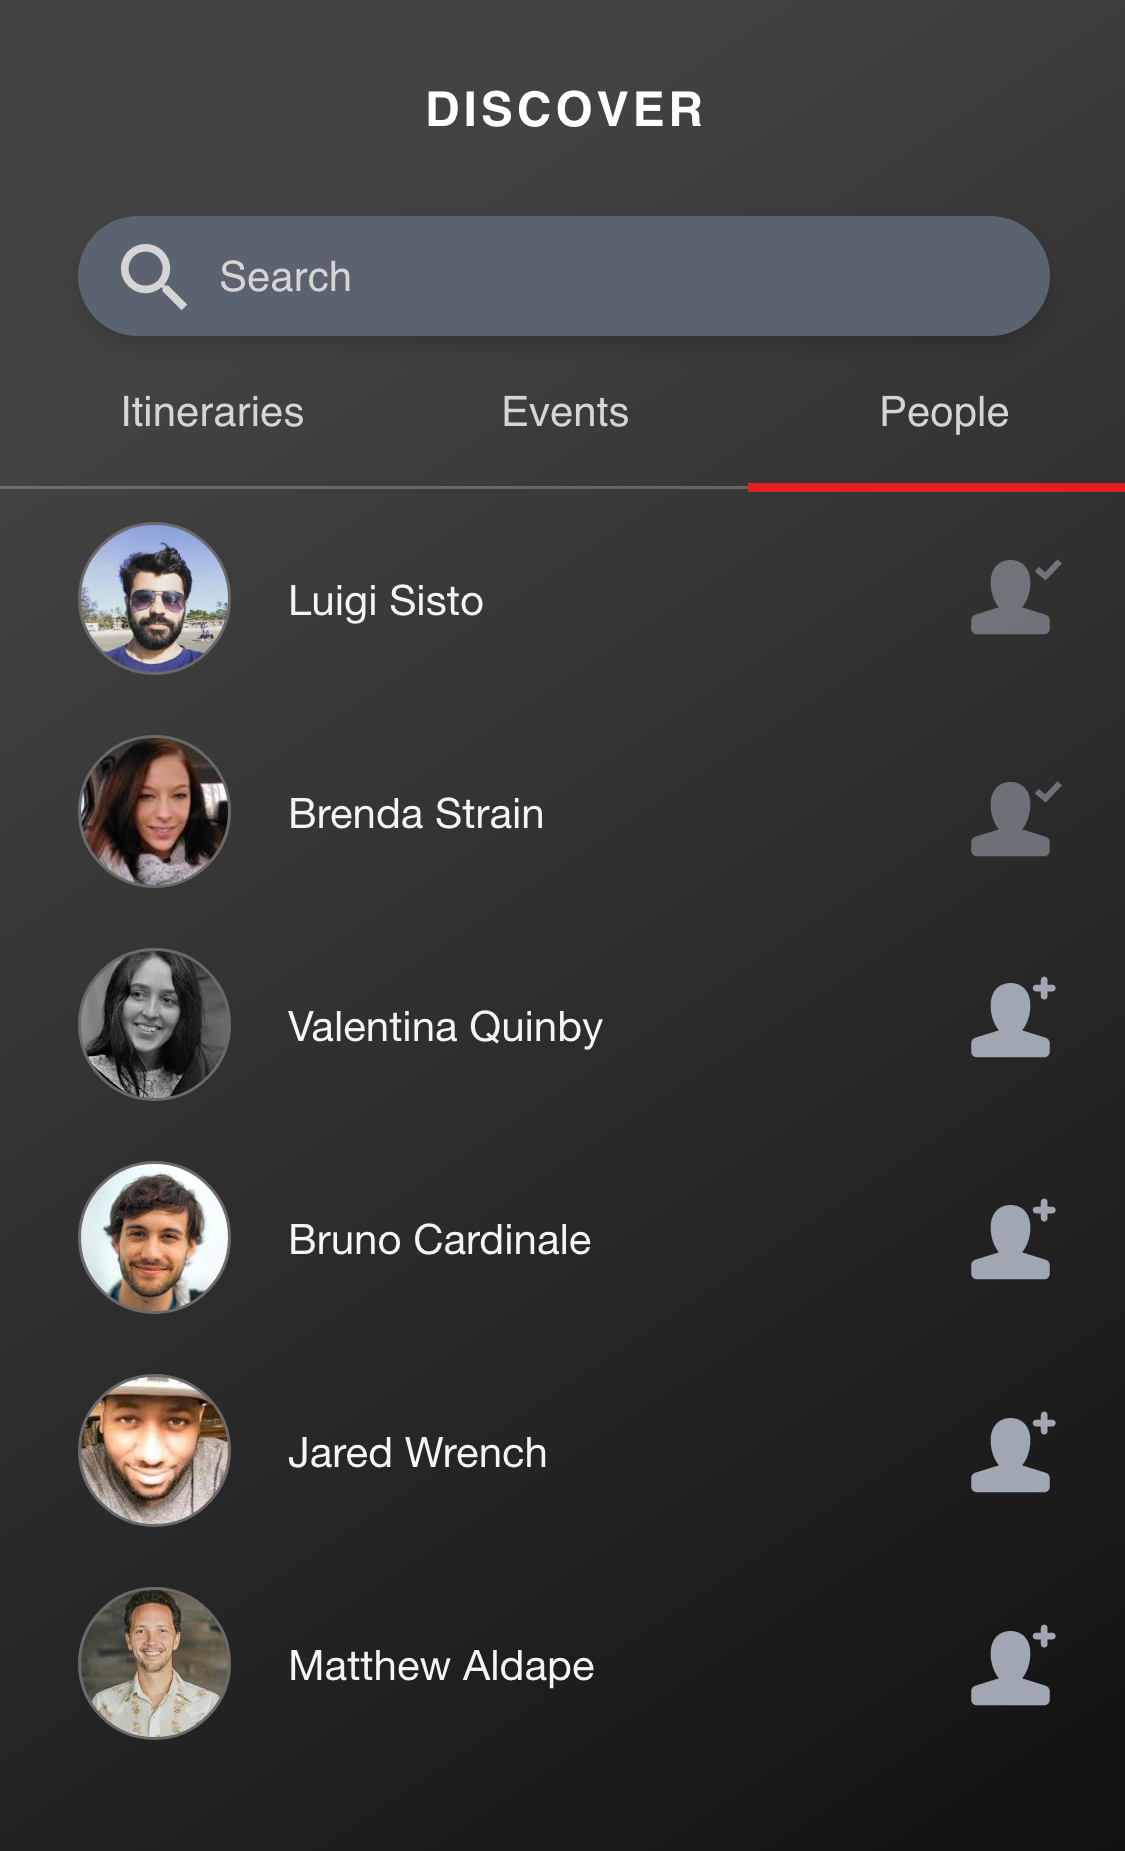 DISCOVER
Search
Itineraries Events People
Luigi Sisto
Brenda Strain
Valentina Quinby
Bruno Cardinale
Jared Wrench
Matthew Aldape